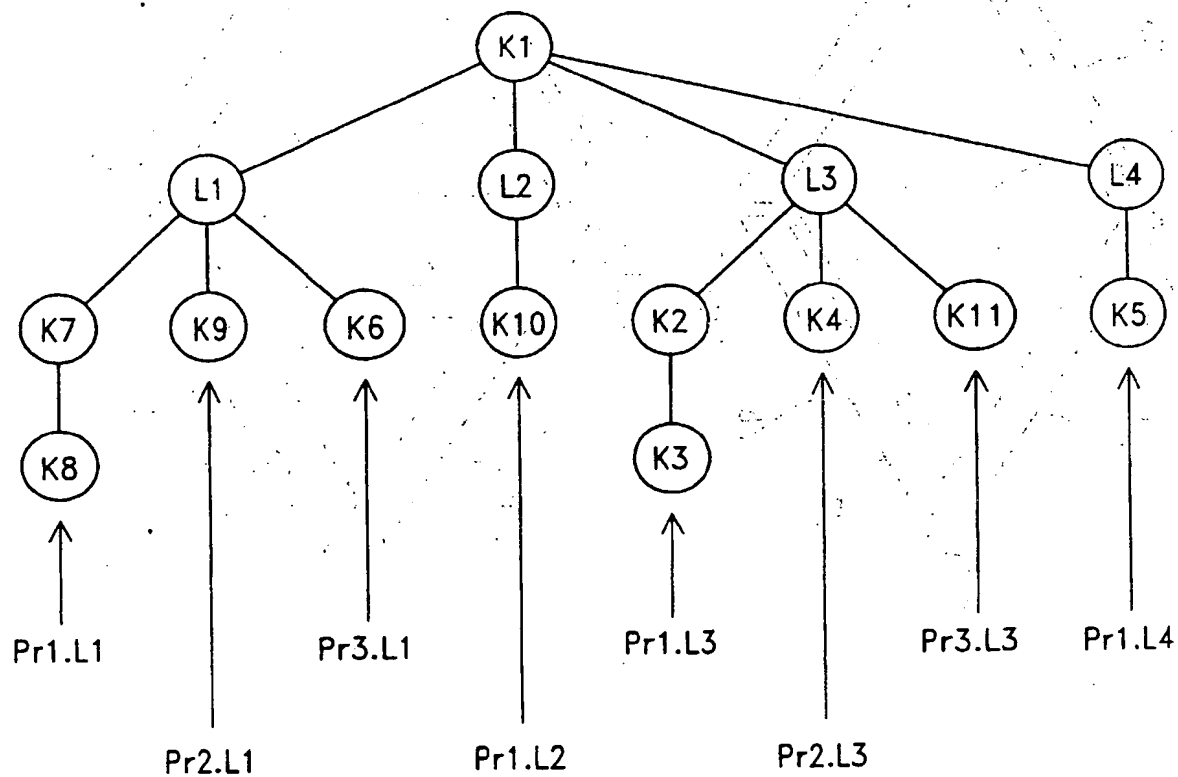 K1
L1 L2 L3 L4
K7 K9 K6 K10 K2 K4 K11 K5
K8 K3
Pr1.L1 Pr3.L1 Pr1.L3 Pr3.L3 Pr1.L4
Pr2.L1 Pr1.L2 Pr2.L3